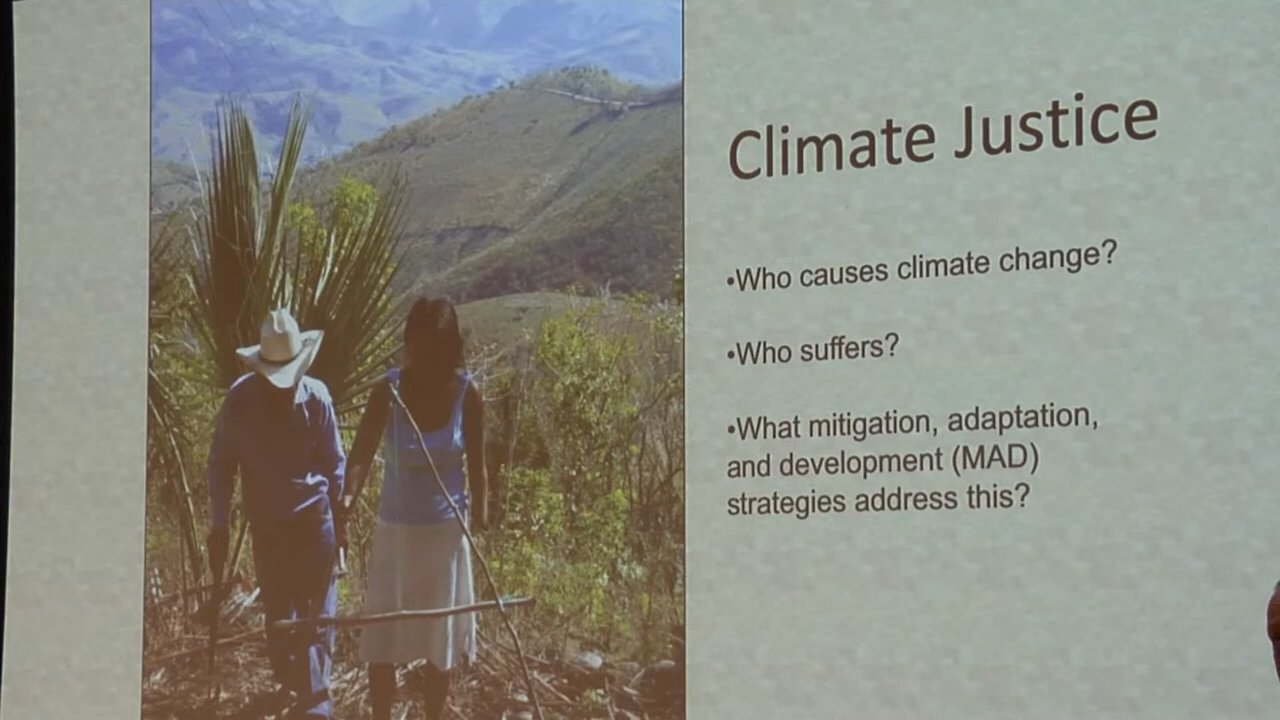 Climate Justice
•Who causes climate change?
•Who suffers?
•What mitigation, adaptation,
and development (MAD)
strategies address this?